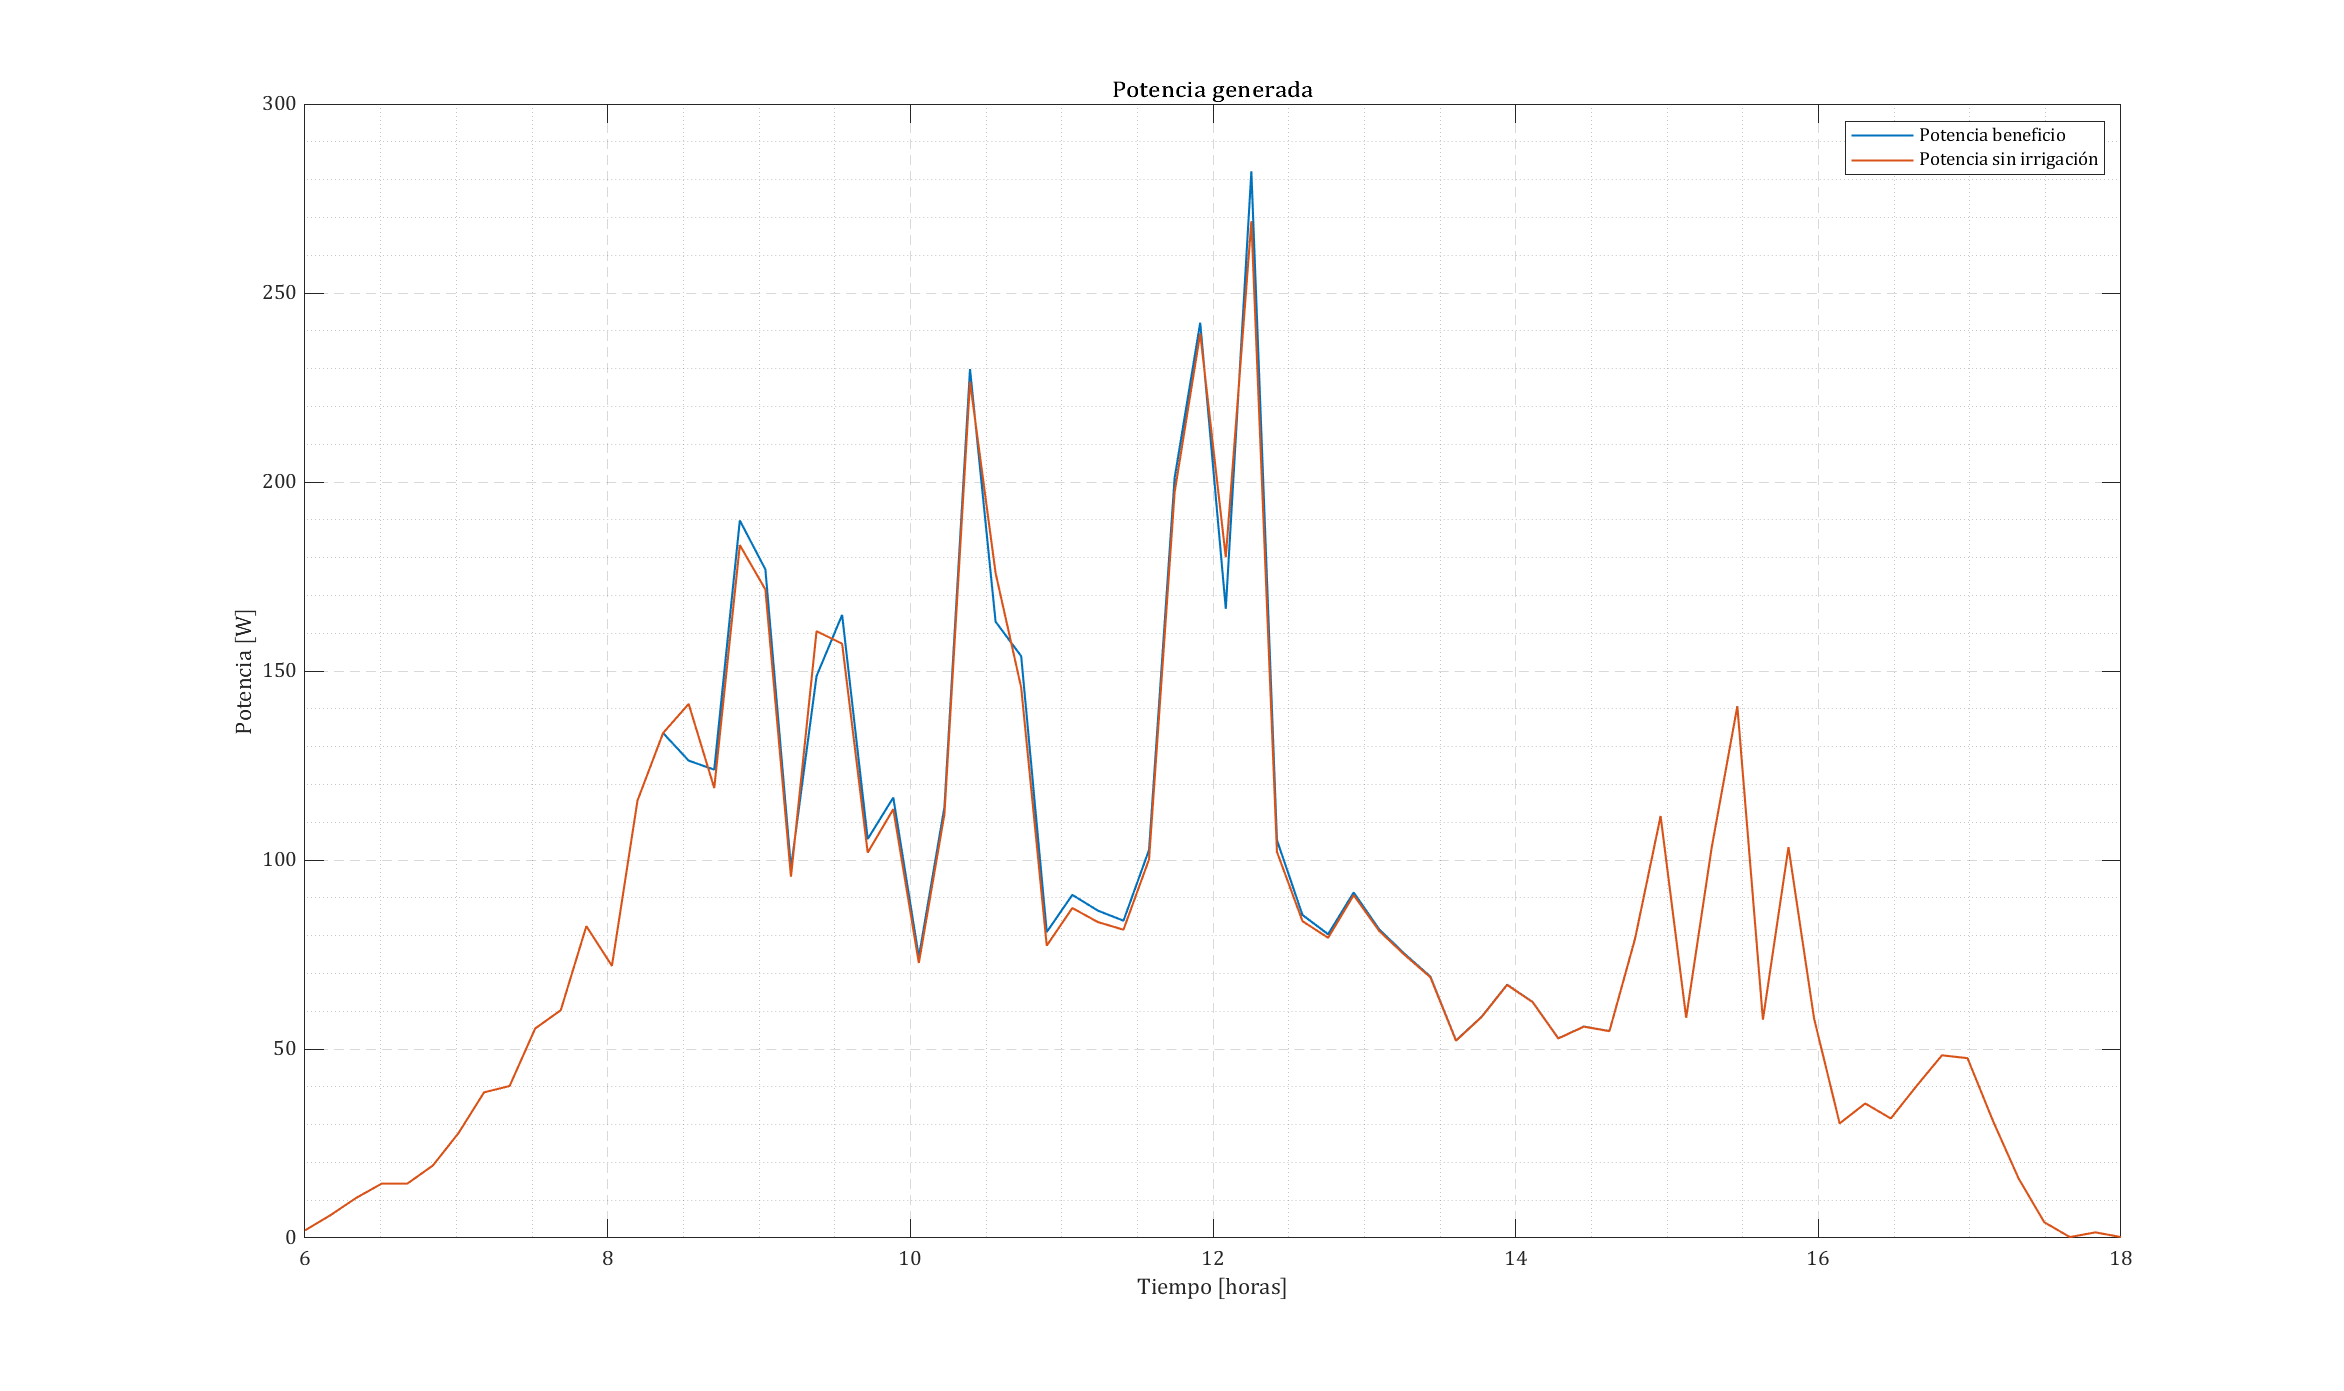 Potencia generada
300
250
200
150
100
50
0
Potencia [W]
Potencia beneficio
Potencia sin irrigación
6 8 10 12 14 16 18
Tiempo [horas]